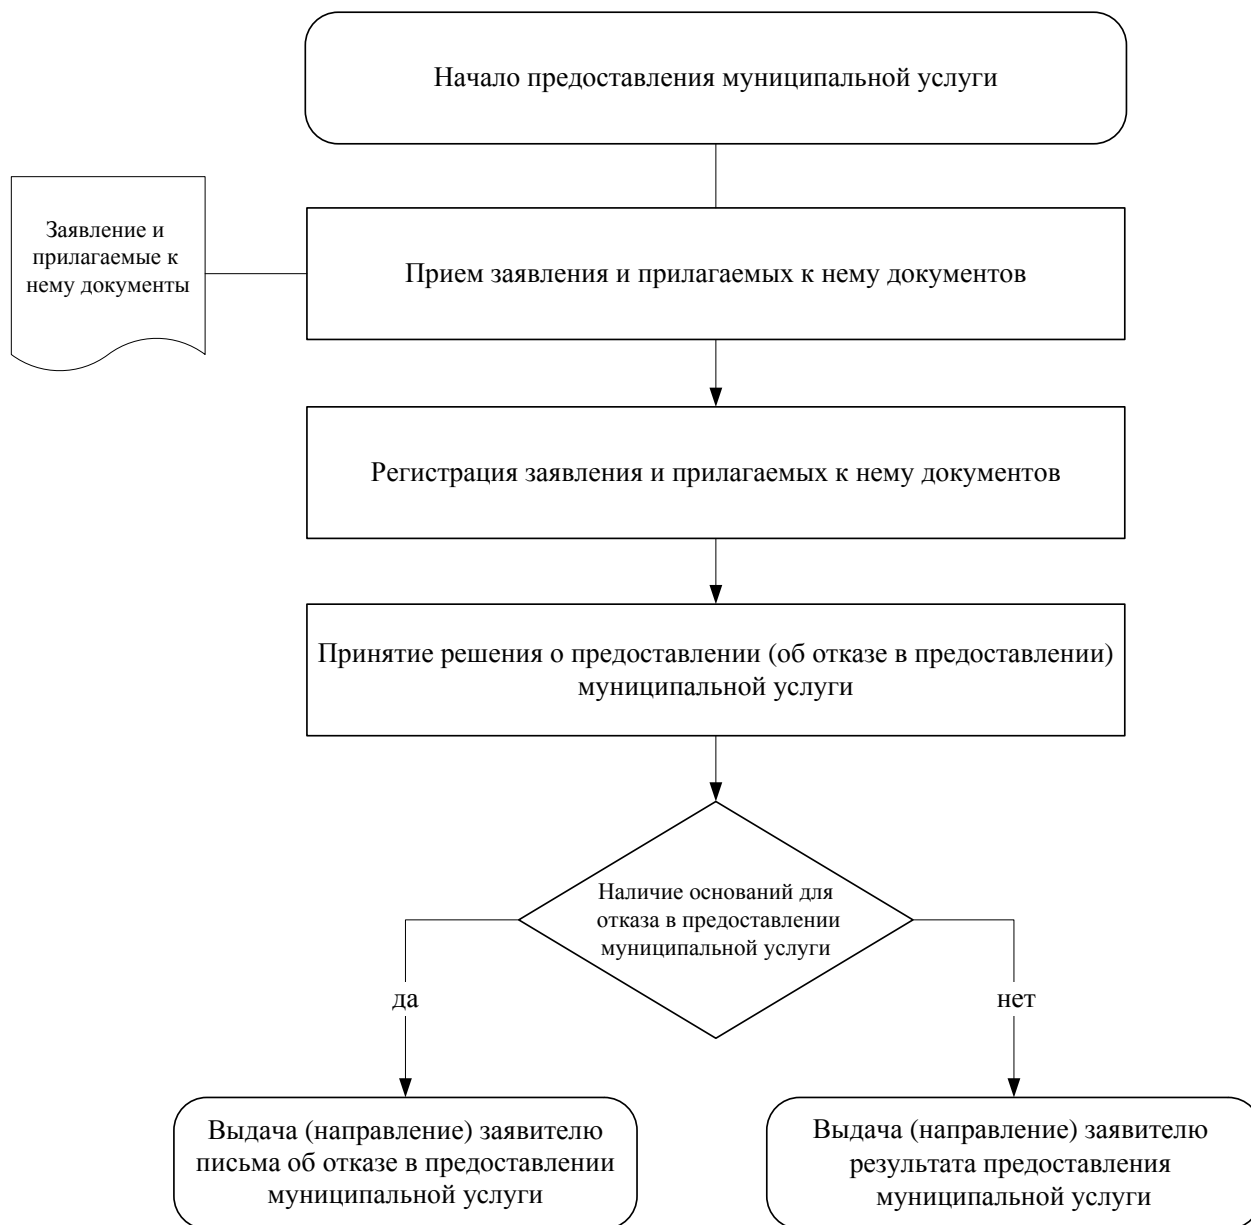 Начало предоставления муниципальной услуги
Заявление и
прилагаемые к
нему документы
Прием заявления и прилагаемых к нему документов
Регистрация заявления и прилагаемых к нему документов
Принятие решения о предоставлении (об отказе в предоставлении)
муниципальной услуги
Наличие оснований для
отказа в предоставлении
муниципальной услуги
да
нет
Выдача (направление) заявителю
письма об отказе в предоставлении
муниципальной услуги
Выдача (направление) заявителю
результата предоставления
муниципальной услуги